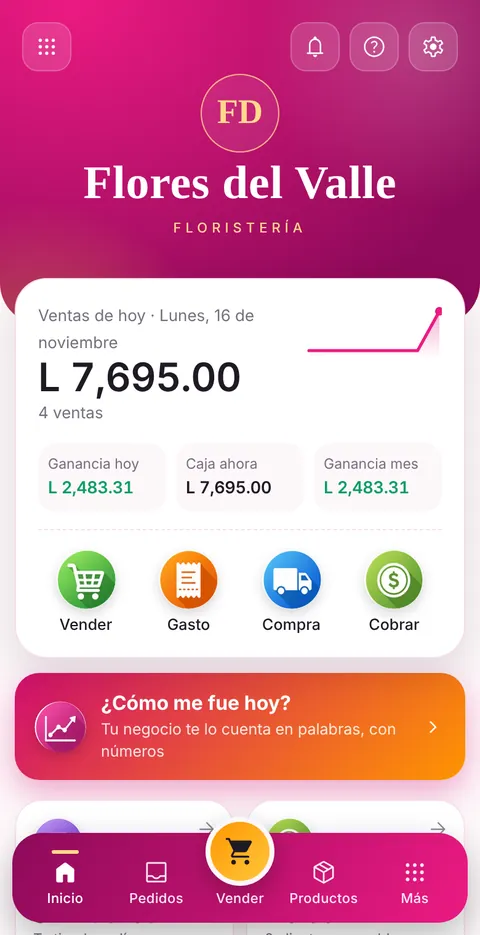 FD
Flores del Valle
FLORISTERÍA
Ventas de hoy · Lunes, 16 de
noviembre
L 7,695.00
4 ventas
Ganancia hoy
L 2,483.31
Caja ahora
L 7,695.00
Ganancia mes
L 2,483.31
Vender
Gasto
Compra
Cobrar
¿Cómo me fue hoy?
Tu negocio te lo cuenta en palabras, con
números
Inicio
Pedidos
Vender
Productos
Más